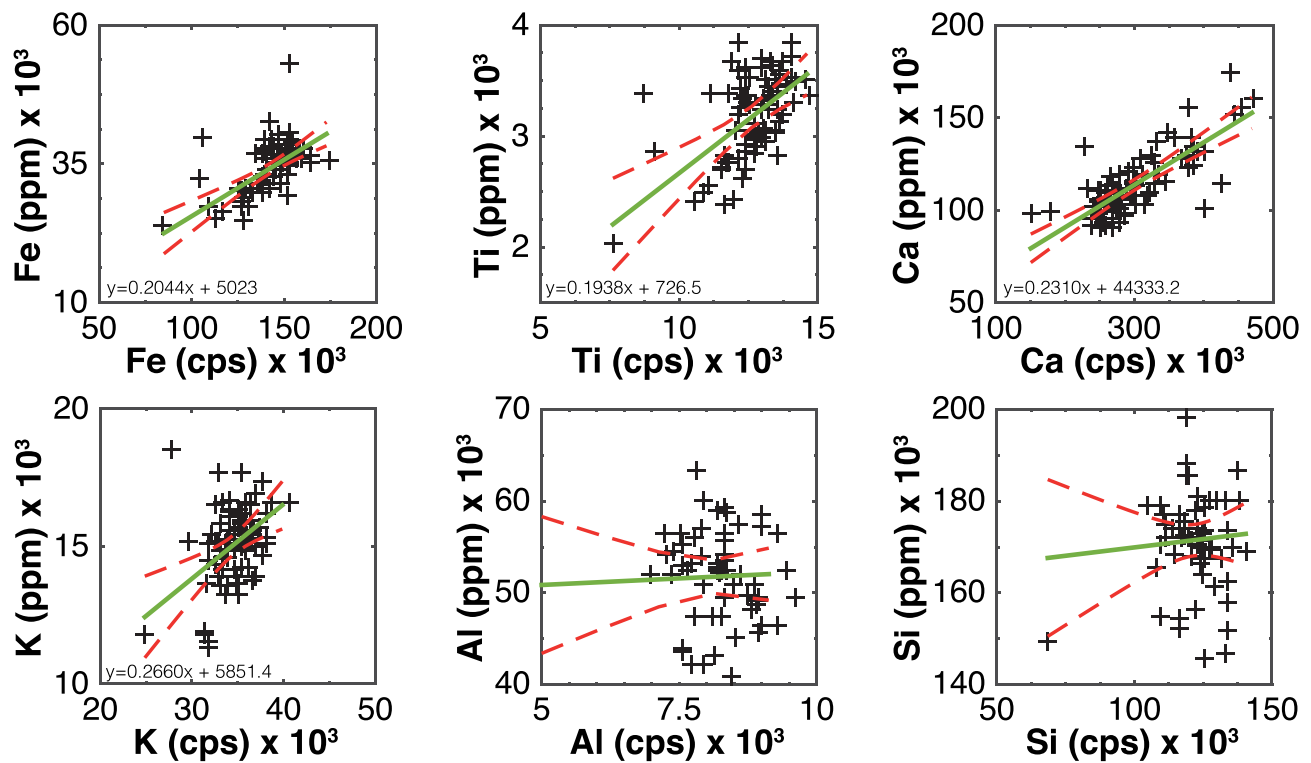 60
35
10
Fe (ppm) x 10³
y=0.2044x + 5023
50 100 150 200
Fe (cps) x 10³
4
3
2
Ti (ppm) x 10³
y=0.1938x + 726.5
5 10 15
Ti (cps) x 10³
200
150
100
50
Ca (ppm) x 10³
y=0.2310x + 44333.2
100 300 500
Ca (cps) x 10³
20
15
10
K (ppm) x 10³
y=0.2660x + 5851.4
20 30 40 50
K (cps) x 10³
70
60
50
40
Al (ppm) x 10³
5 7.5 10
Al (cps) x 10³
200
180
160
140
Si (ppm) x 10³
50 100 150
Si (cps) x 10³